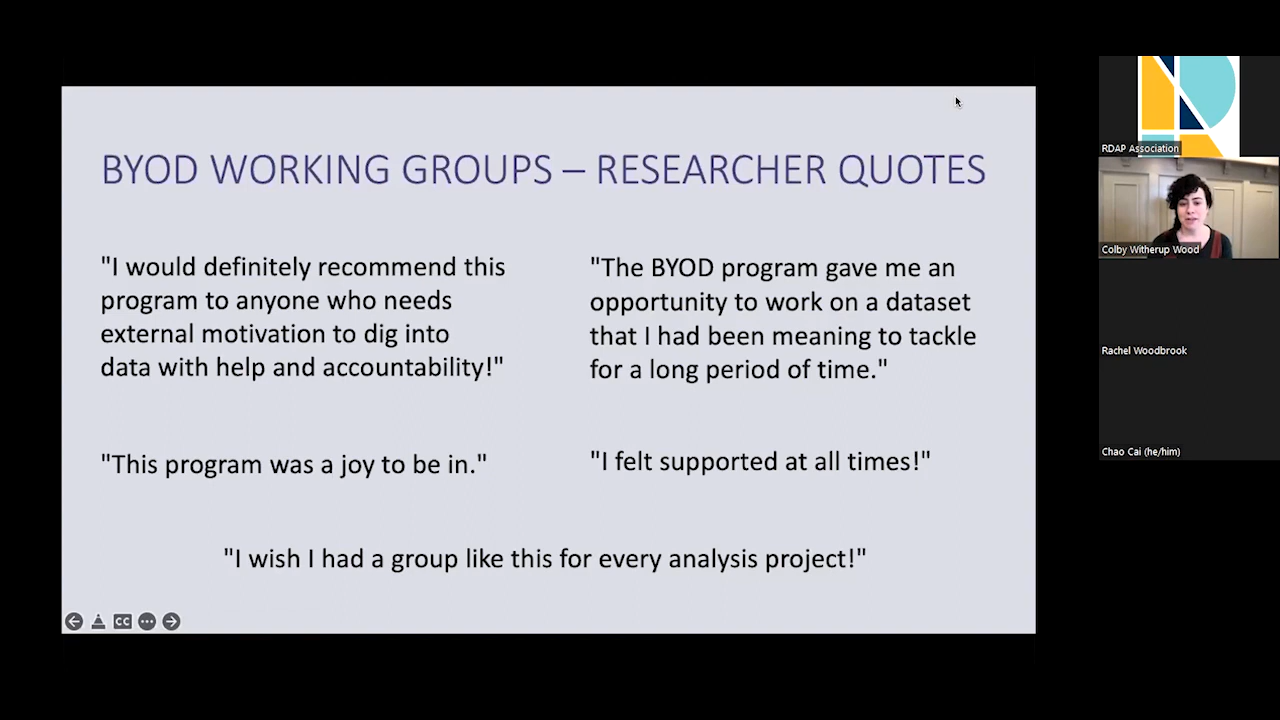 BYOD WORKING GROUPS – RESEARCHER QUOTES
"I would definitely recommend this
program to anyone who needs
external motivation to dig into
data with help and accountability!"
"The BYOD program gave me an
opportunity to work on a dataset
that I had been meaning to tackle
for a long period of time."
"This program was a joy to be in."
"I felt supported at all times!"
"I wish I had a group like this for every analysis project!"
CC
RDAP Association
Colby Witherup Wood
Rachel Woodbrook
Chao Cai (he/him)